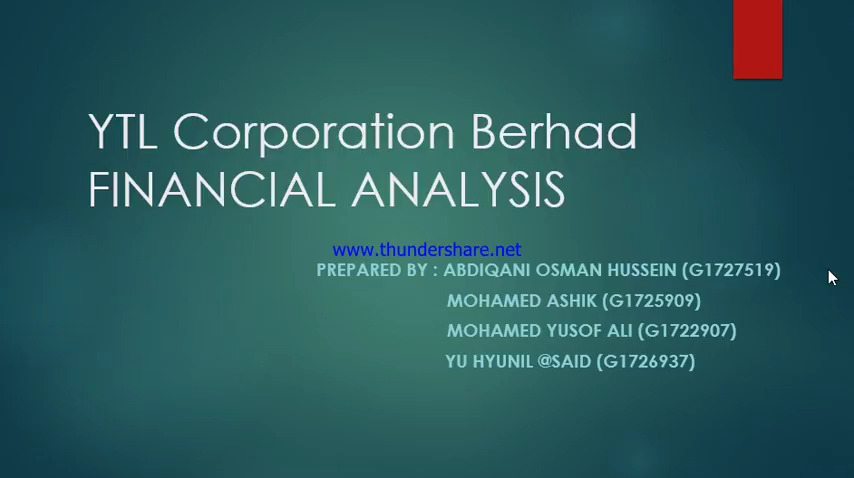 YTL Corporation Berhad
FINANCIAL ANALYSIS
www.thundershare.net
PREPARED BY : ABDIQANI OSMAN HUSSEIN (G1727519)
MOHAMED ASHIK (G1725909)
MOHAMED YUSOF ALI (G1722907)
YU HYUNIL @SAID (G1726937)